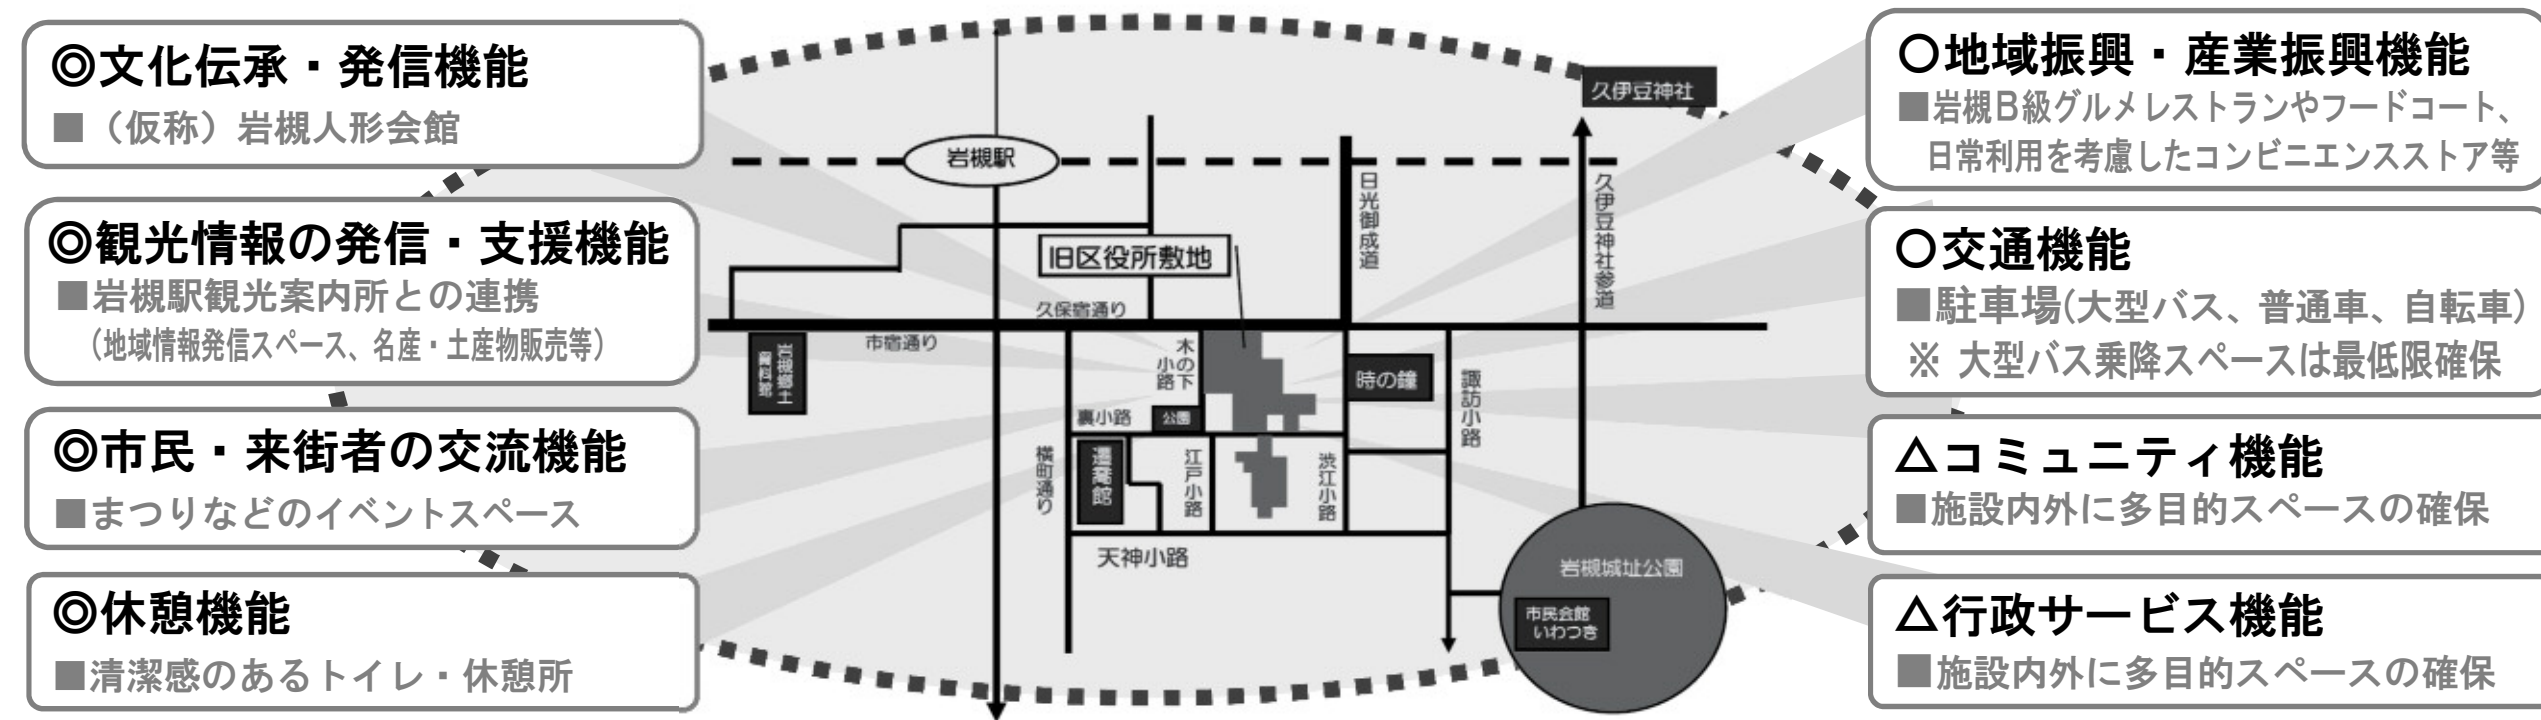 ◎文化伝承・発信機能
■（仮称）岩槻人形会館
◎観光情報の発信・支援機能
■岩槻駅観光案内所との連携
（地域情報発信スペース、名産・土産物販売等）
◎市民・来街者の交流機能
■まつりなどのイベントスペース
◎休憩機能
■清潔感のあるトイレ・休憩所
久伊豆神社
岩槻駅
日光御成道
久伊豆神社参道
旧区役所敷地
久保宿通り
市宿通り
岩槻郷土
資料館
木の下
小路
時の鐘
諏訪小路
裏小路
公園
横町通り
遷喬館
江戸小路
渋江小路
天神小路
岩槻城址公園
市民会館
いわつき
〇地域振興・産業振興機能
■岩槻Ｂ級グルメレストランやフードコート、
日常利用を考慮したコンビニエンスストア等
〇交通機能
■駐車場(大型バス、普通車、自転車)
※ 大型バス乗降スペースは最低限確保
△コミュニティ機能
■施設内外に多目的スペースの確保
△行政サービス機能
■施設内外に多目的スペースの確保